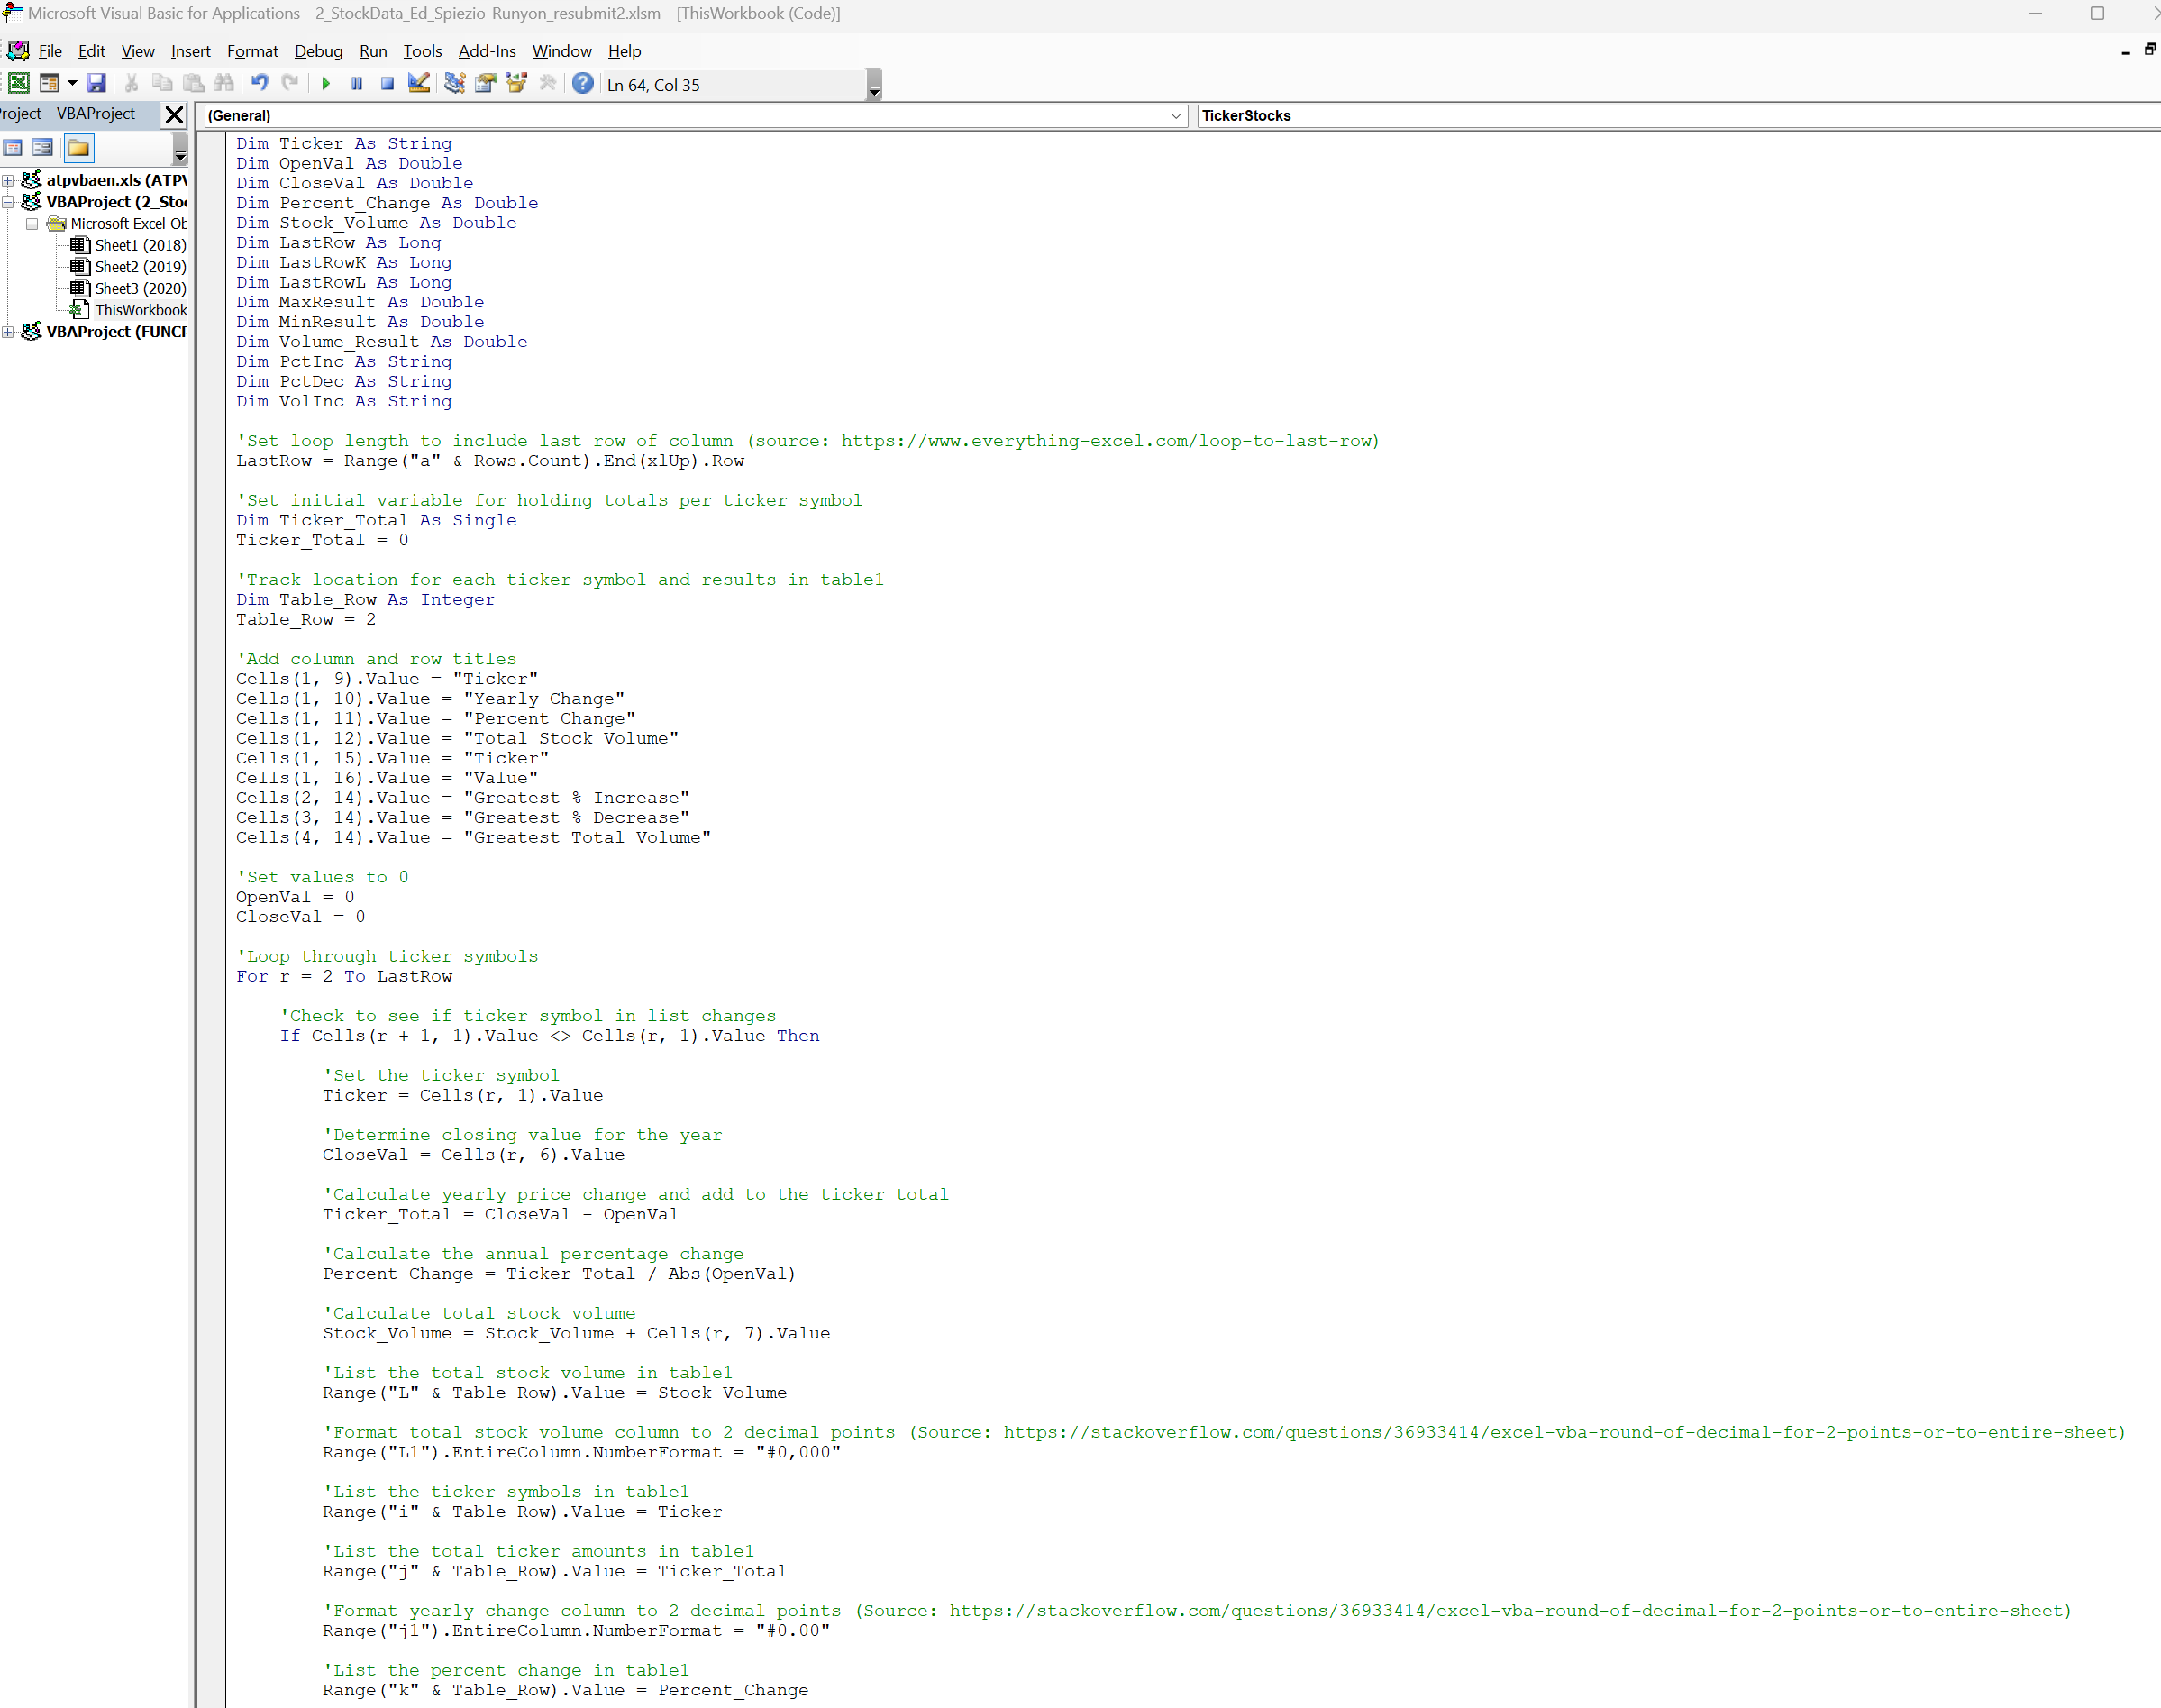 Microsoft Visual Basic for Applications - 2_StockData_Ed_Spiezio-Runyon_resubmit2.xlsm - [ThisWorkbook (Code)]
File Edit View Insert Format Debug Run Tools Add-Ins Window Help
Ln 64, Col 35
roject - VBAProject
(General)
TickerStocks
atpvbaen.xls (ATPV
VBAProject (2_Sto
Microsoft Excel Ob
Sheet1 (2018)
Sheet2 (2019)
Sheet3 (2020)
ThisWorkbook
VBAProject (FUNCR
Dim Ticker As String
Dim OpenVal As Double
Dim CloseVal As Double
Dim Percent_Change As Double
Dim Stock_Volume As Double
Dim LastRow As Long
Dim LastRowK As Long
Dim LastRowL As Long
Dim MaxResult As Double
Dim MinResult As Double
Dim Volume_Result As Double
Dim PctInc As String
Dim PctDec As String
Dim VolInc As String
'Set loop length to include last row of column (source: https://www.everything-excel.com/loop-to-last-row)
LastRow = Range("a" & Rows.Count).End(xlUp).Row
'Set initial variable for holding totals per ticker symbol
Dim Ticker_Total As Single
Ticker_Total = 0
'Track location for each ticker symbol and results in table1
Dim Table_Row As Integer
Table_Row = 2
'Add column and row titles
Cells(1, 9).Value = "Ticker"
Cells(1, 10).Value = "Yearly Change"
Cells(1, 11).Value = "Percent Change"
Cells(1, 12).Value = "Total Stock Volume"
Cells(1, 15).Value = "Ticker"
Cells(1, 16).Value = "Value"
Cells(2, 14).Value = "Greatest % Increase"
Cells(3, 14).Value = "Greatest % Decrease"
Cells(4, 14).Value = "Greatest Total Volume"
'Set values to 0
OpenVal = 0
CloseVal = 0
'Loop through ticker symbols
For r = 2 To LastRow
'Check to see if ticker symbol in list changes
If Cells(r + 1, 1).Value <> Cells(r, 1).Value Then
'Set the ticker symbol
Ticker = Cells(r, 1).Value
'Determine closing value for the year
CloseVal = Cells(r, 6).Value
'Calculate yearly price change and add to the ticker total
Ticker_Total = CloseVal - OpenVal
'Calculate the annual percentage change
Percent_Change = Ticker_Total / Abs(OpenVal)
'Calculate total stock volume
Stock_Volume = Stock_Volume + Cells(r, 7).Value
'List the total stock volume in table1
Range("L" & Table_Row).Value = Stock_Volume
'Format total stock volume column to 2 decimal points (Source: https://stackoverflow.com/questions/36933414/excel-vba-round-of-decimal-for-2-points-or-to-entire-sheet)
Range("L1").EntireColumn.NumberFormat = "#0,000"
'List the ticker symbols in table1
Range("i" & Table_Row).Value = Ticker
'List the total ticker amounts in table1
Range("j" & Table_Row).Value = Ticker_Total
'Format yearly change column to 2 decimal points (Source: https://stackoverflow.com/questions/36933414/excel-vba-round-of-decimal-for-2-points-or-to-entire-sheet)
Range("j1").EntireColumn.NumberFormat = "#0.00"
'List the percent change in table1
Range("k" & Table_Row).Value = Percent_Change